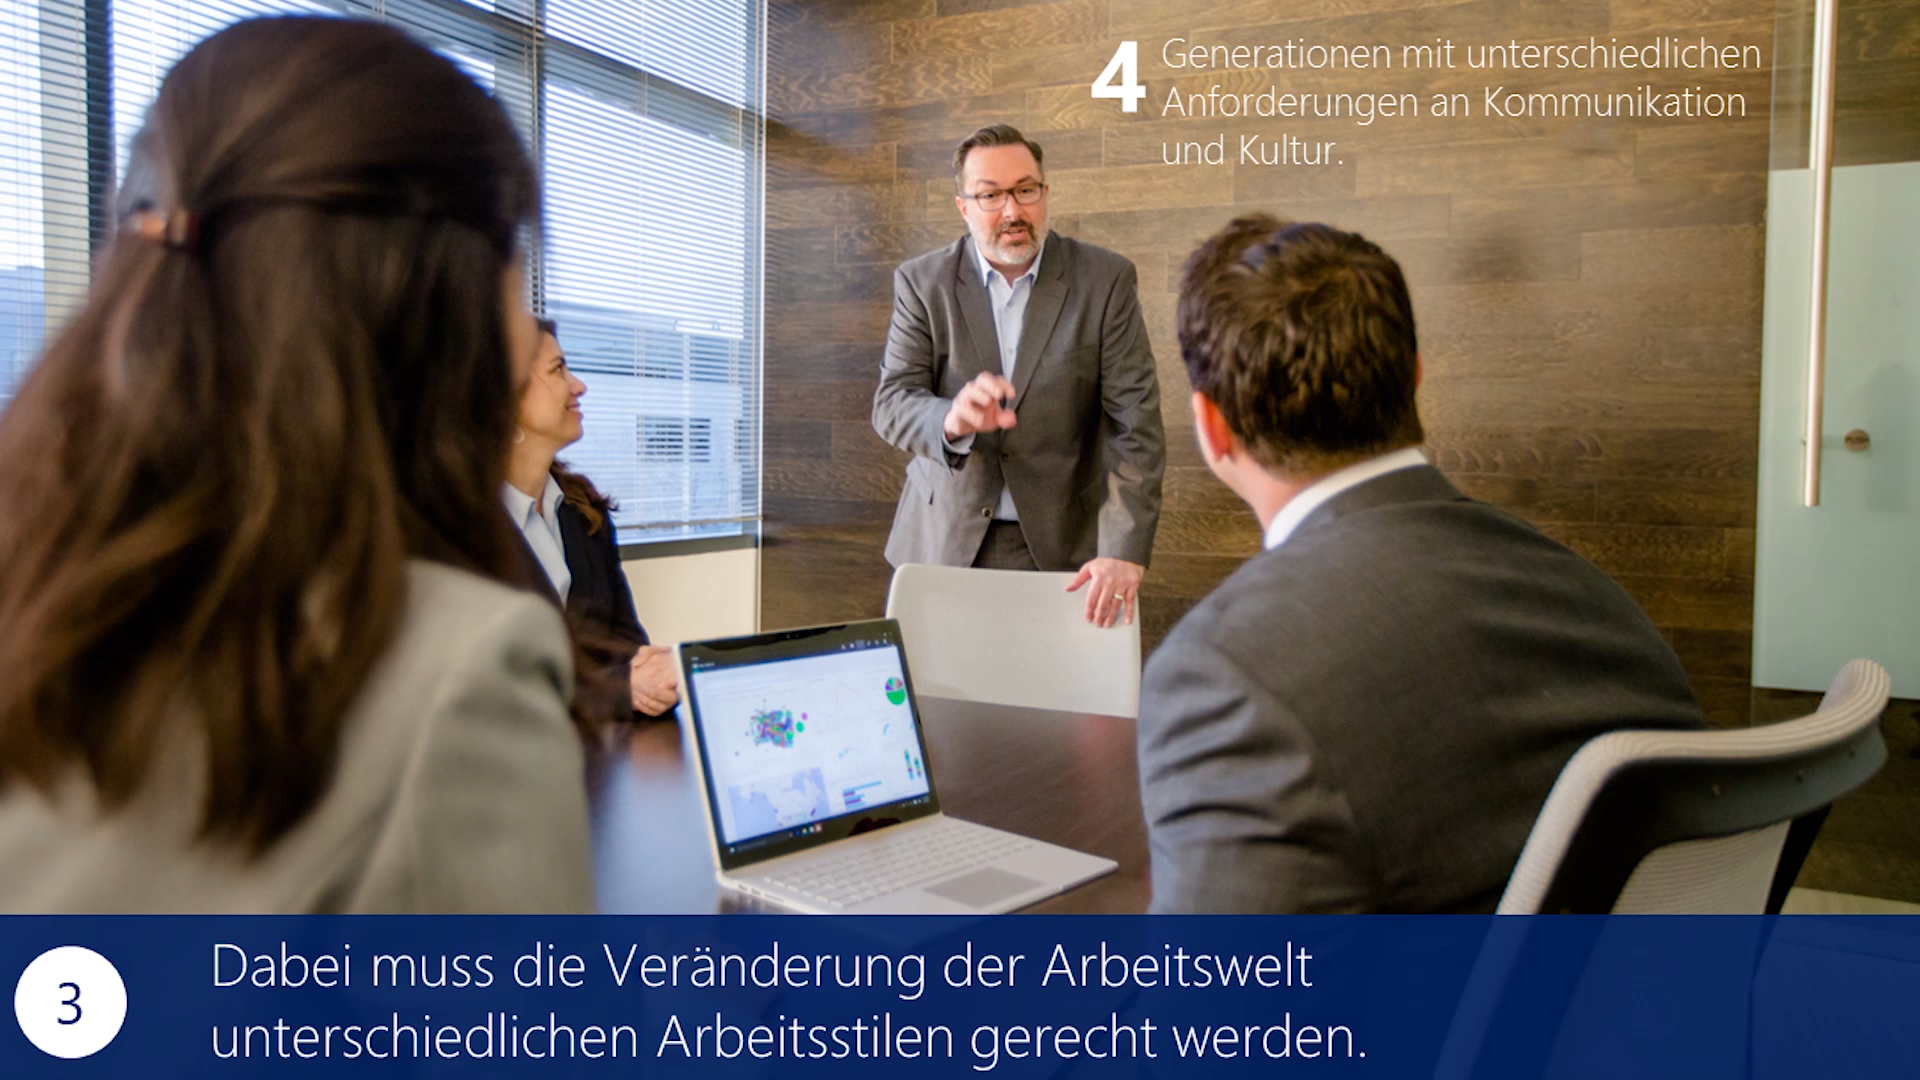 4 Generationen mit unterschiedlichen
Anforderungen an Kommunikation
und Kultur.
3
Dabei muss die Veränderung der Arbeitswelt
unterschiedlichen Arbeitsstilen gerecht werden.